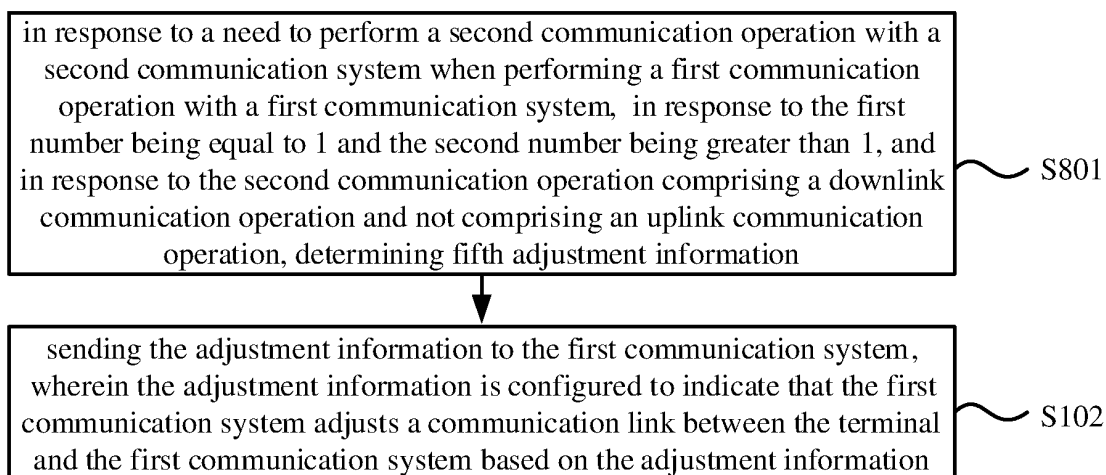 in response to a need to perform a second communication operation with a
second communication system when performing a first communication
operation with a first communication system, in response to the first
number being equal to 1 and the second number being greater than 1, and
in response to the second communication operation comprising a downlink
communication operation and not comprising an uplink communication
operation, determining fifth adjustment information
S801
sending the adjustment information to the first communication system,
wherein the adjustment information is configured to indicate that the first
communication system adjusts a communication link between the terminal
and the first communication system based on the adjustment information
S102